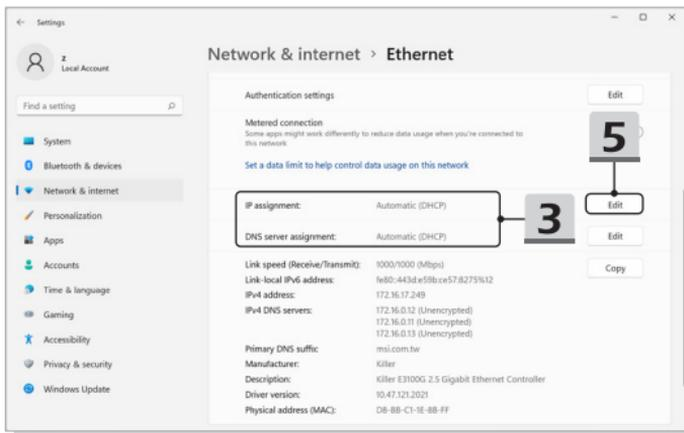 Settings
z
Local Account
Find a setting
System
Bluetooth & devices
Network & internet
Personalization
Apps
Accounts
Time & language
Gaming
Accessibility
Privacy & security
Windows Update
Network & internet > Ethernet
Authentication settings Edit
Metered connection
Some apps might work differently to reduce data usage when you're connected to
this network
5
Set a data limit to help control data usage on this network
IP assignment: Automatic (DHCP) Edit
3
DNS server assignment: Automatic (DHCP) Edit
Link speed (Receive/Transmit): 1000/1000 (Mbps) Copy
Link-local IPv6 address: fe80::443d:e59b:ce57:8275%12
IPv4 address: 172.16.17.249
IPv4 DNS servers: 172.16.0.12 (Unencrypted)
172.16.0.11 (Unencrypted)
172.16.0.13 (Unencrypted)
Primary DNS suffix: msi.com.tw
Manufacturer: Killer
Description: Killer E3100G 2.5 Gigabit Ethernet Controller
Driver version: 10.47.121.2021
Physical address (MAC): D8-BB-C1-1E-8B-FF